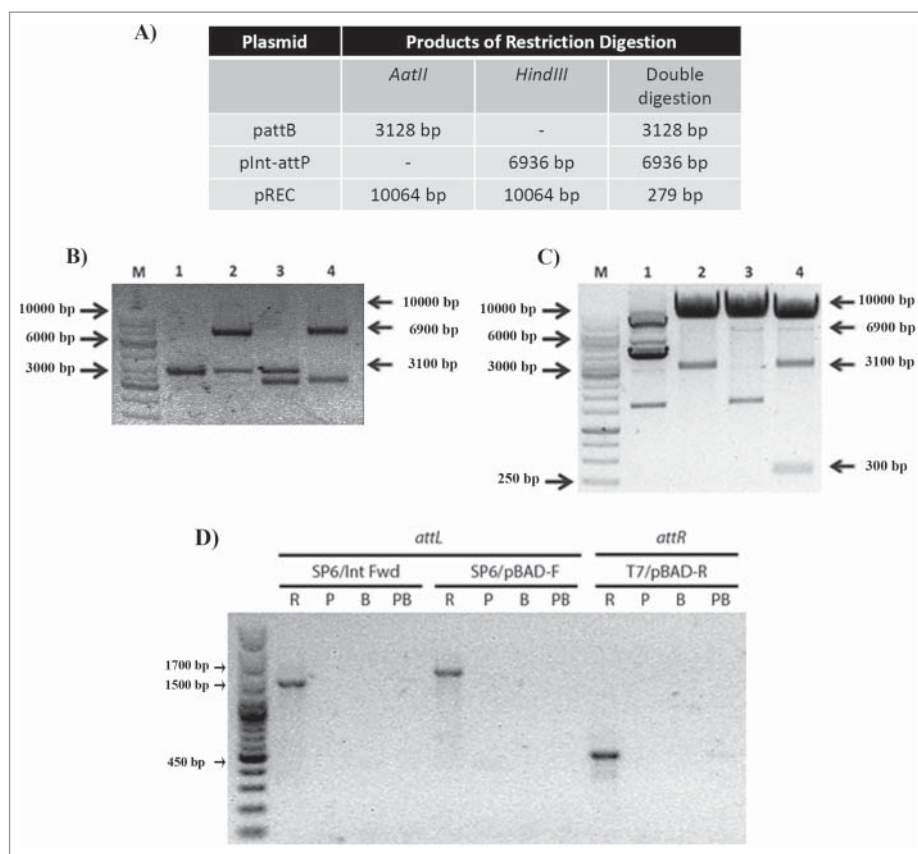 A)
Plasmid Products of Restriction Digestion
AatII HindIII Double digestion
pattB 3128 bp - 3128 bp
pInt-attP - 6936 bp 6936 bp
pREC 10064 bp 10064 bp 279 bp
B)
M 1 2 3 4
10000 bp
6000 bp
3000 bp
10000 bp
6900 bp
3100 bp
C)
M 1 2 3 4
10000 bp
6000 bp
3000 bp
250 bp
10000 bp
6900 bp
3100 bp
300 bp
D)
attL attR
SP6/Int Fwd SP6/pBAD-F T7/pBAD-R
R P B PB R P B PB R P B PB
1700 bp
1500 bp
450 bp